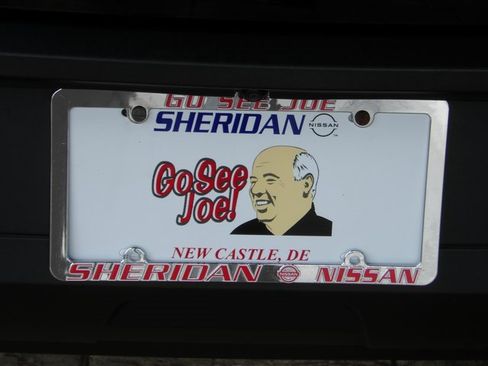 GO SEE JOE
SHERIDAN NISSAN
Go See
Joe!
NEW CASTLE, DE
SHERIDAN NISSAN NISSAN